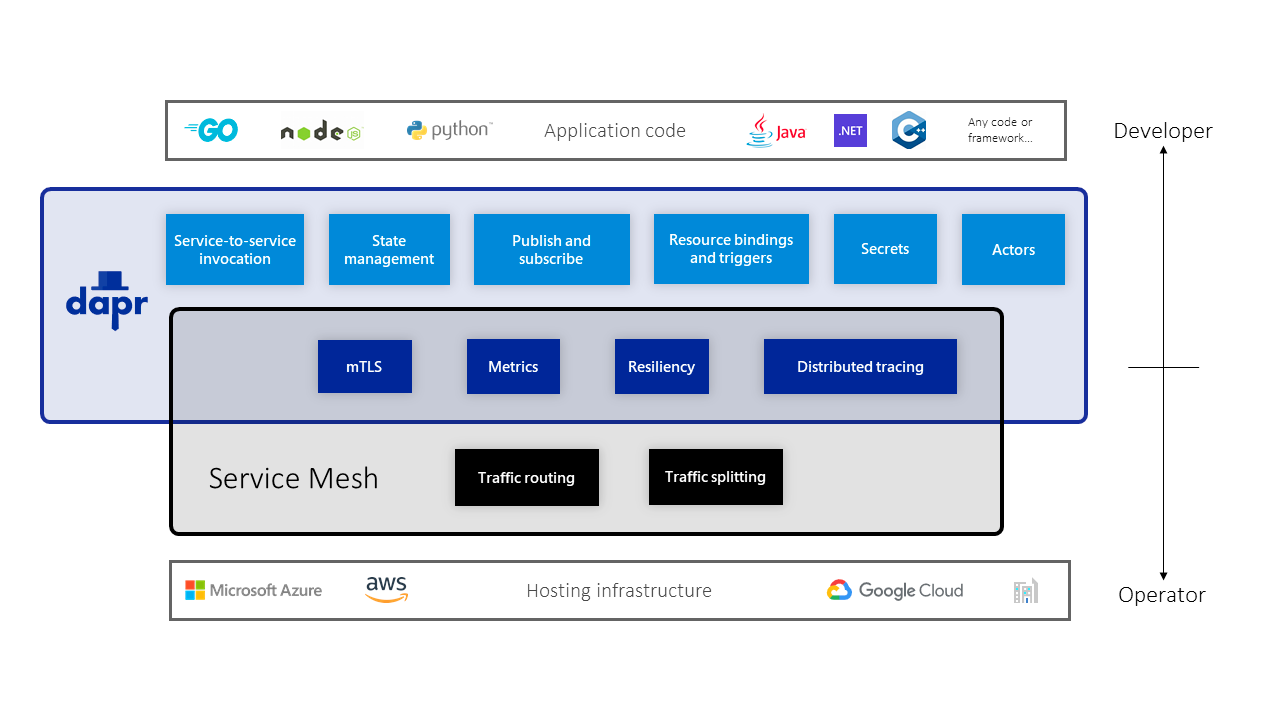 GO
node JS
python™
Application code
Java
.NET
C++
Any code or
framework...
Developer
Service-to-service
invocation
State
management
Publish and
subscribe
Resource bindings
and triggers
Secrets
Actors
dapr
mTLS
Metrics
Resiliency
Distributed tracing
Service Mesh
Traffic routing
Traffic splitting
Microsoft Azure
aws
Hosting infrastructure
Google Cloud
Operator